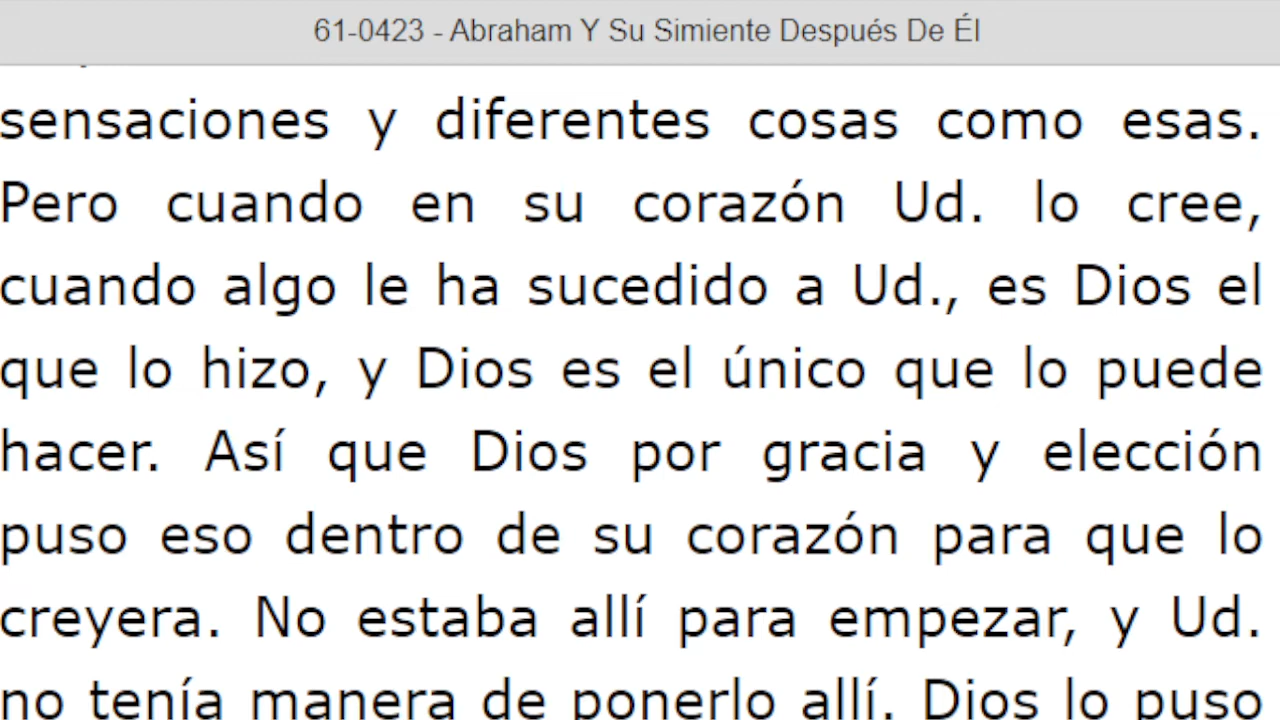 61-0423 - Abraham Y Su Simiente Después De Él
sensaciones y diferentes cosas como esas.
Pero cuando en su corazón Ud. lo cree,
cuando algo le ha sucedido a Ud., es Dios el
que lo hizo, y Dios es el único que lo puede
hacer. Así que Dios por gracia y elección
puso eso dentro de su corazón para que lo
creyera. No estaba allí para empezar, y Ud.
no tenía manera de ponerlo allí. Dios lo puso